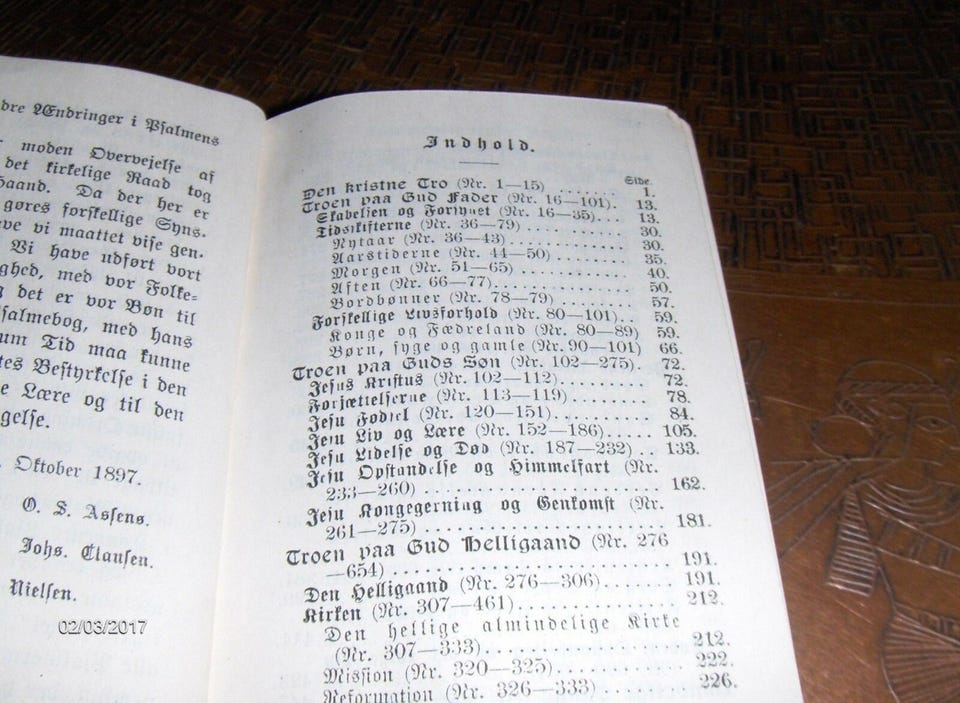 dre Ændringer i Psalmens
moden Overvejelse af
det kirkelige Raad tog
Haand. Da der her er
gøres forskellige Syns-
ve vi maattet vise gen-
Vi have udført vort
ghed, med vor Folke-
g det er vor Bøn til
salmebog, med hans
um Tid maa kunne
tes Bestyrkelse i den
e Lære og til den
gelse.
Oktober 1897.
O. S. Assens.
Johs. Clausen.
Nielsen.
02/03/2017
Indhold.
Side.
Den kristne Tro (Nr. 1—15) ....... 1.
Troen paa Gud Fader (Nr. 16—101). 13.
Skabelsen og Forsynet (Nr. 16—35)... 13.
Tidsskifterne (Nr. 36—79) ......... 30.
Nytaar (Nr. 36—43) ............ 30.
Aarstiderne (Nr. 44—50) ......... 35.
Morgen (Nr. 51—65) ............ 40.
Aften (Nr. 66—77).............. 50.
Bordbønner (Nr. 78—79) ......... 57.
Forskellige Livsforhold (Nr. 80—101).. 59.
Konge og Fædreland (Nr. 80—89) 59.
Børn, syge og gamle (Nr. 90—101) 66.
Troen paa Guds Søn (Nr. 102—275). 72.
Jesus Kristus (Nr. 102—112)........ 72.
Forjættelserne (Nr. 113—119) ....... 78.
Jesu Fødsel (Nr. 120—151)......... 84.
Jesu Liv og Lære (Nr. 152—186)..... 105.
Jesu Lidelse og Død (Nr. 187—232) .. 133.
Jesu Opstandelse og Himmelfart (Nr.
233—260) ..................... 162.
Jesu Kongegerning og Genkomst (Nr.
261—275) ..................... 181.
Troen paa Gud Helligaand (Nr. 276
—654) ......................... 191.
Den Helligaand (Nr. 276—306)...... 191.
Kirken (Nr. 307—461) ............. 212.
Den hellige almindelige Kirke
(Nr. 307—333)................ 212.
Mission (Nr. 320—325)........... 222.
Reformation (Nr. 326—333) ....... 226.